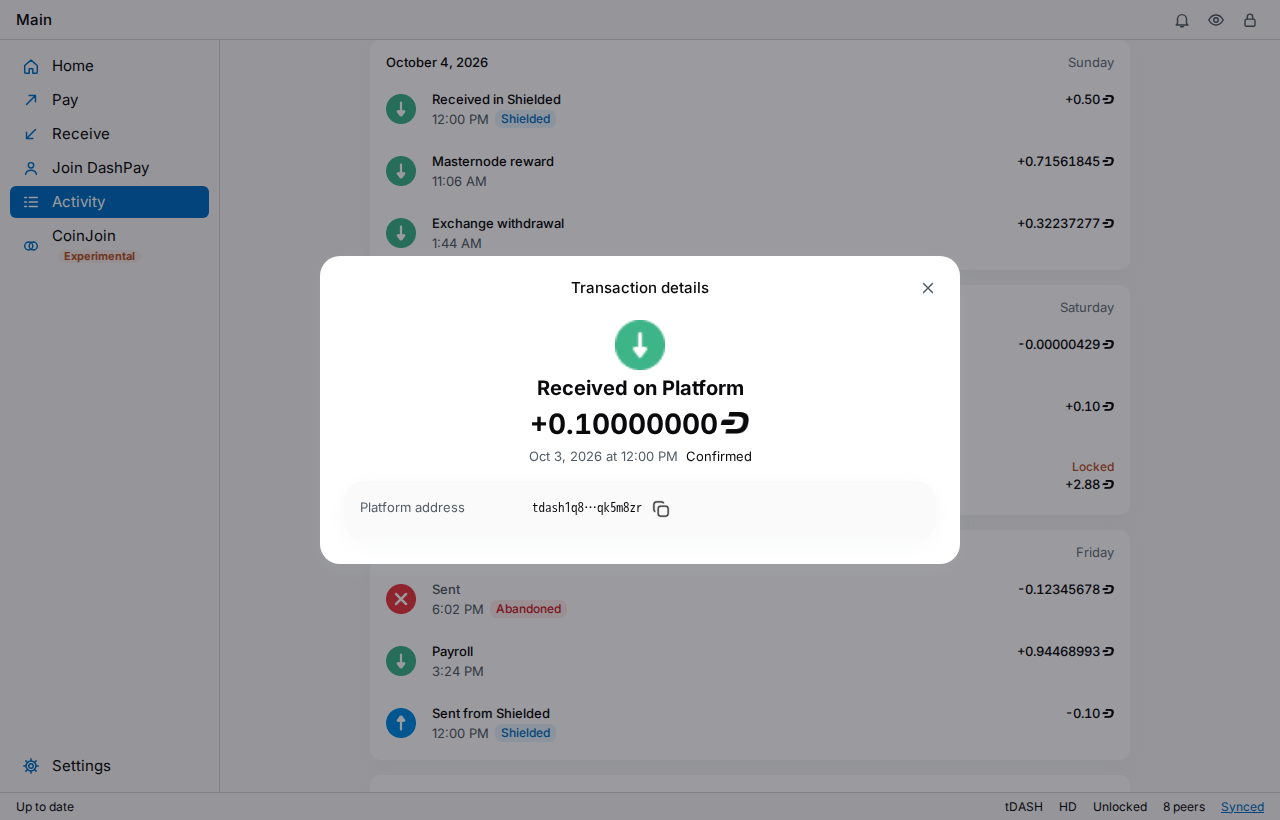 Main
Home
Pay
Receive
Join DashPay
Activity
CoinJoin
Experimental
Settings
October 4, 2026
Sunday
Received in Shielded
+0.50
12:00 PM Shielded
Masternode reward
+0.71561845
11:06 AM
Exchange withdrawal
+0.32237277
1:44 AM
Saturday
-0.00000429
+0.10
Locked
+2.88
Transaction details
Received on Platform
+0.10000000
Oct 3, 2026 at 12:00 PM Confirmed
Platform address
tdash1q8···qk5m8zr
Friday
Sent
-0.12345678
6:02 PM Abandoned
Payroll
+0.94468993
3:24 PM
Sent from Shielded
-0.10
12:00 PM Shielded
Up to date
tDASH HD Unlocked 8 peers Synced